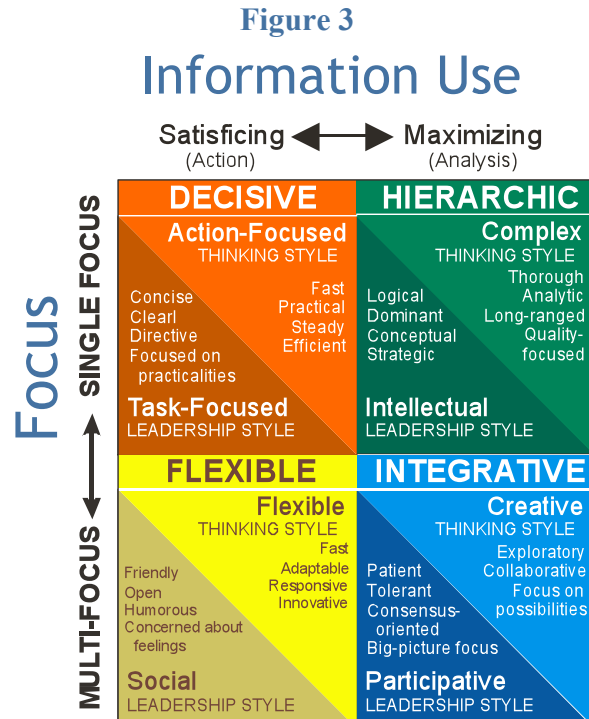 Figure 3
Information Use
Satisficing
(Action)
Maximizing
(Analysis)
Focus
SINGLE FOCUS
MULTI-FOCUS
DECISIVE
Action-Focused
THINKING STYLE
Fast
Practical
Steady
Efficient
Concise
Clearl
Directive
Focused on
practicalities
Task-Focused
LEADERSHIP STYLE
HIERARCHIC
Complex
THINKING STYLE
Thorough
Analytic
Long-ranged
Quality-
focused
Logical
Dominant
Conceptual
Strategic
Intellectual
LEADERSHIP STYLE
FLEXIBLE
Flexible
THINKING STYLE
Fast
Adaptable
Responsive
Innovative
Friendly
Open
Humorous
Concerned about
feelings
Social
LEADERSHIP STYLE
INTEGRATIVE
Creative
THINKING STYLE
Exploratory
Collaborative
Focus on
possibilities
Patient
Tolerant
Consensus-
oriented
Big-picture focus
Participative
LEADERSHIP STYLE